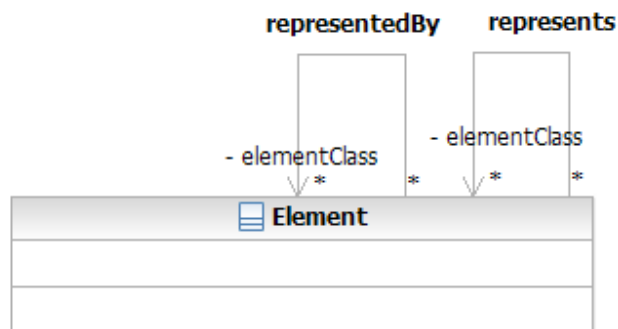 representedBy represents
- elementClass
- elementClass
* * * *
Element